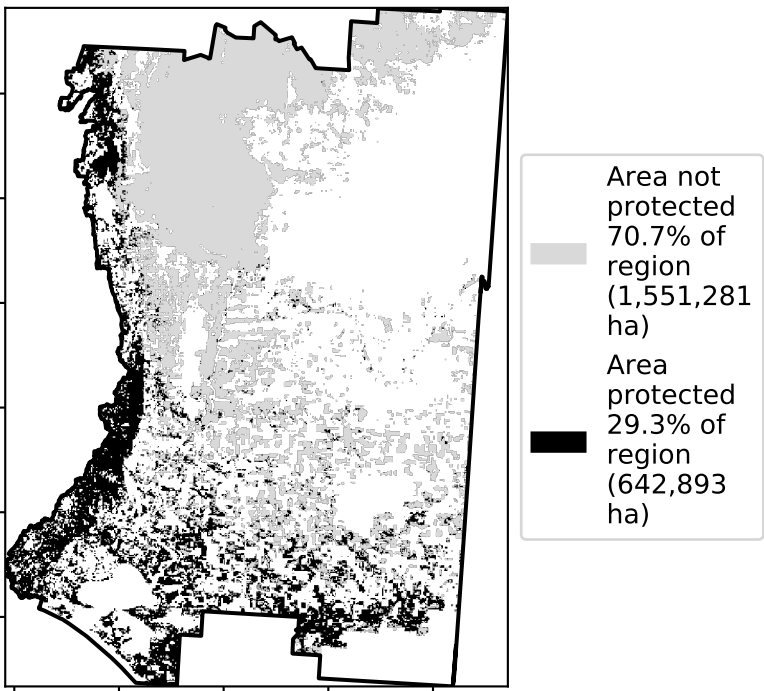 Area not
protected
70.7% of
region
(1,551,281
ha)
Area
protected
29.3% of
region
(642,893
ha)